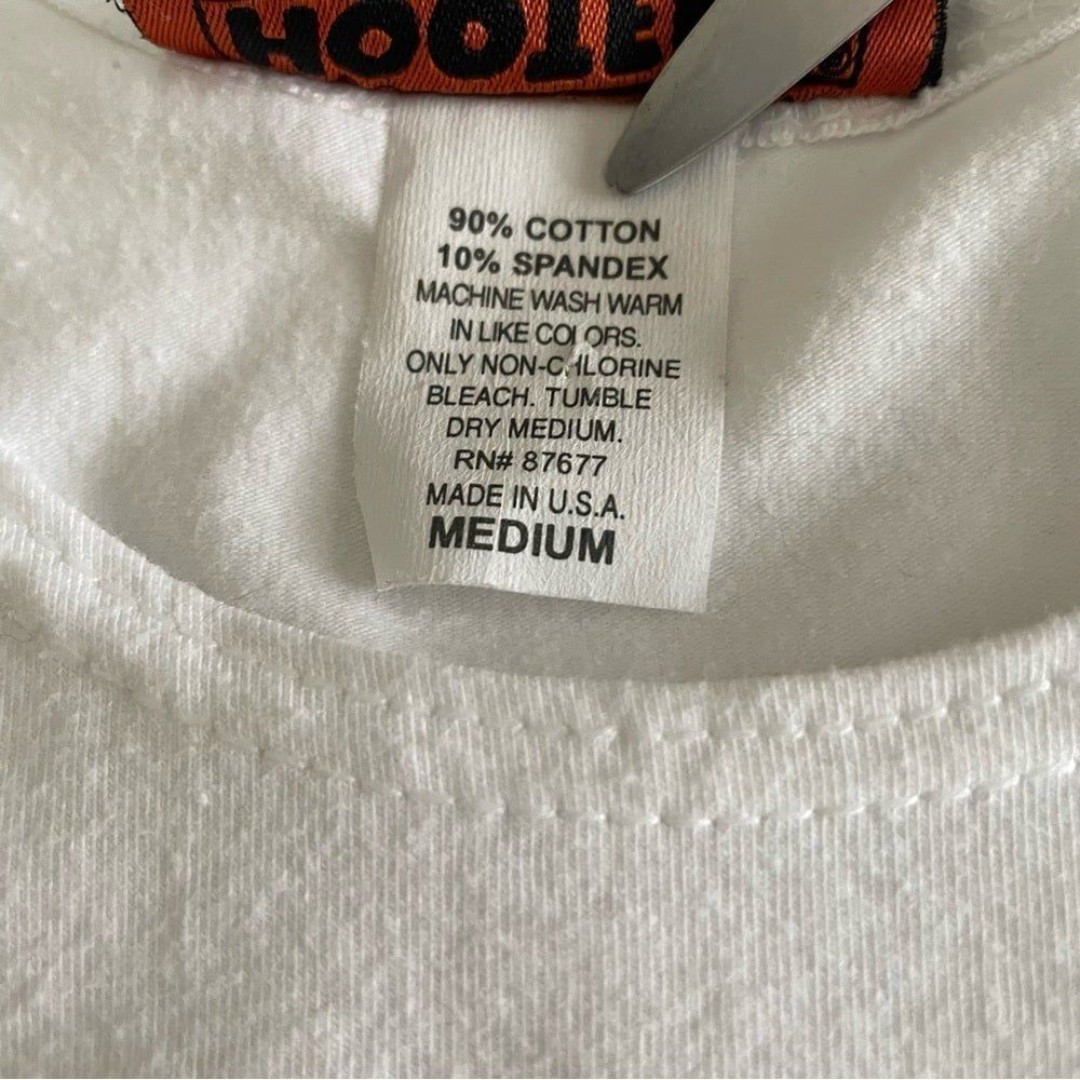 HOOTE
90% COTTON
10% SPANDEX
MACHINE WASH WARM
IN LIKE COLORS.
ONLY NON-CHLORINE
BLEACH. TUMBLE
DRY MEDIUM.
RN# 87677
MADE IN U.S.A.
MEDIUM